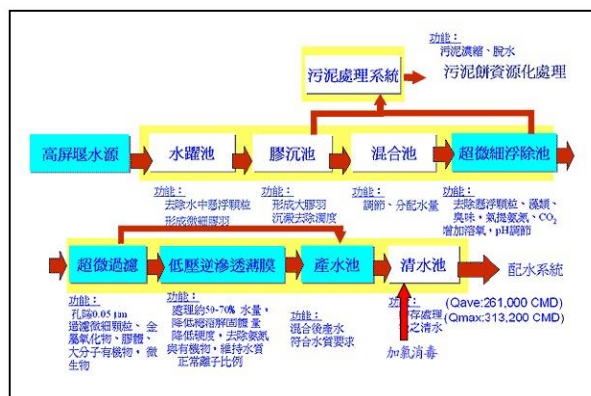 功能：
污泥濃縮、脫水
污泥處理系統
污泥餅資源化處理
高屏堰水源
水躍池
膠沉池
混合池
超微細浮除池
功能：
去除水中懸浮顆粒
形成微細膠羽
功能：
形成大膠羽
沉澱去除濁度
功能：
調節、分配水量
功能：
去除懸浮顆粒、藻類、
臭味，氣提氨氮、CO2
增加溶氧，pH調節
超微過濾
低壓逆滲透薄膜
產水池
清水池
配水系統
功能：
孔隙0.05 μm
過濾微細顆粒、金
屬氧化物、膠體、
大分子有機物，微
生物
功能：
處理約50-70% 水量，
降低總溶解固體量
降低硬度，去除氨氮
與有機物，維持水質
正常離子比例
功能：
混合後產水
符合水質要求
功能：
存處理
之清水
(Qave:261,000 CMD)
(Qmax:313,200 CMD)
加氯消毒